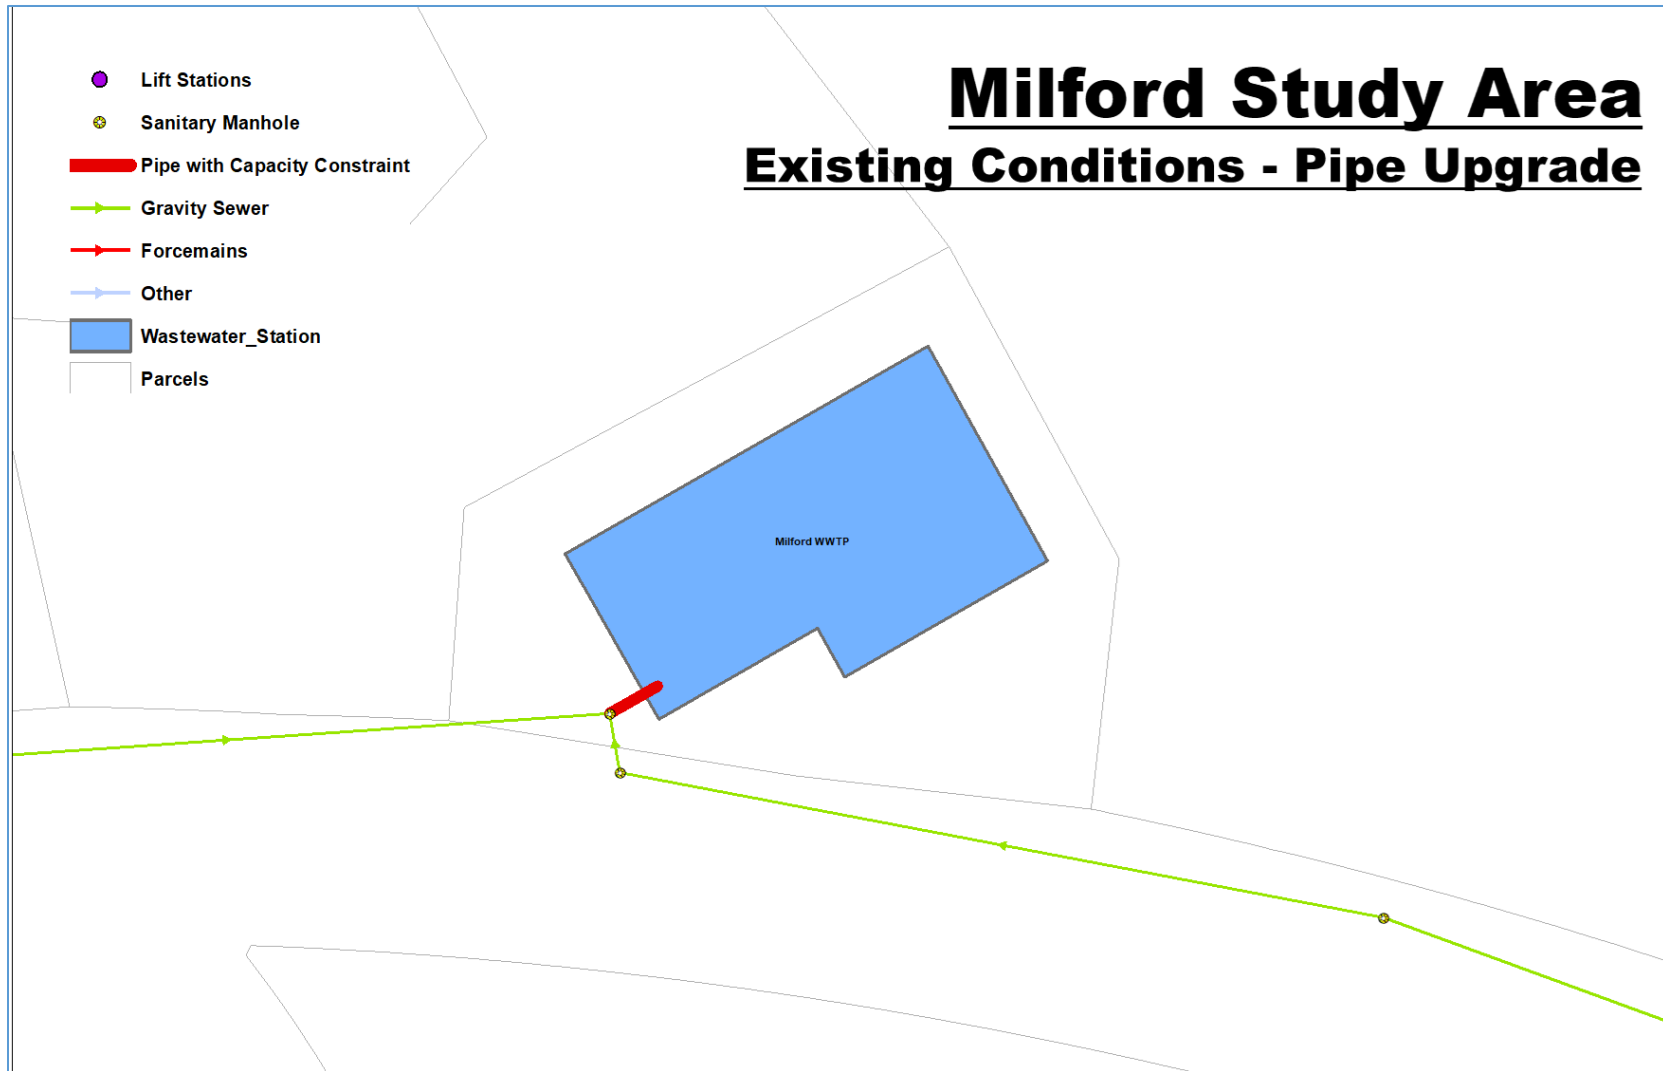 Milford Study Area
Existing Conditions - Pipe Upgrade
Lift Stations
Sanitary Manhole
Pipe with Capacity Constraint
Gravity Sewer
Forcemains
Other
Wastewater_Station
Parcels
Milford WWTP